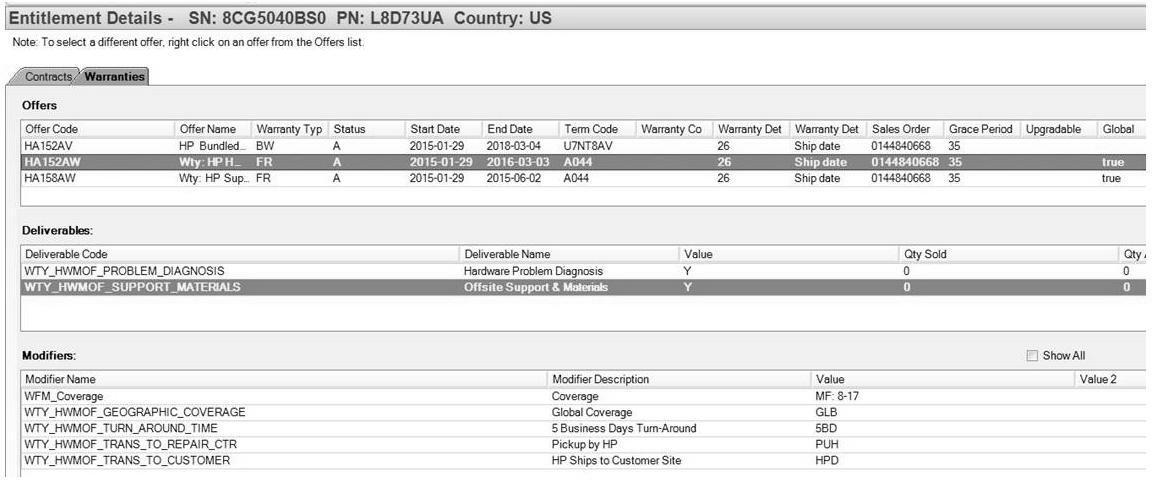 Entitlement Details - SN: 8CG5040BS0 PN: L8D73UA Country: US
Note: To select a different offer, right click on an offer from the Offers list.
Contracts Warranties
Offers
Offer Code Offer Name Warranty Typ Status Start Date End Date Term Code Warranty Co Warranty Det Warranty Det Sales Order Grace Period Upgradable Global
HA152AV HP Bundled... BW A 2015-01-29 2018-03-04 U7NT8AV 26 Ship date 0144840668 35
HA152AW Wty: HP H... FR A 2015-01-29 2016-03-03 A044 26 Ship date 0144840668 35 true
HA158AW Wty: HP Sup... FR A 2015-01-29 2015-06-02 A044 26 Ship date 0144840668 35 true
Deliverables:
Deliverable Code Deliverable Name Value Qty Sold Qty
WTY_HWMOF_PROBLEM_DIAGNOSIS Hardware Problem Diagnosis Y 0 0
WTY_HWMOF_SUPPORT_MATERIALS Offsite Support & Materials Y 0 0
Modifiers: Show All
Modifier Name Modifier Description Value Value 2
WFM_Coverage Coverage MF: 8-17
WTY_HWMOF_GEOGRAPHIC_COVERAGE Global Coverage GLB
WTY_HWMOF_TURN_AROUND_TIME 5 Business Days Turn-Around 5BD
WTY_HWMOF_TRANS_TO_REPAIR_CTR Pickup by HP PUH
WTY_HWMOF_TRANS_TO_CUSTOMER HP Ships to Customer Site HPD